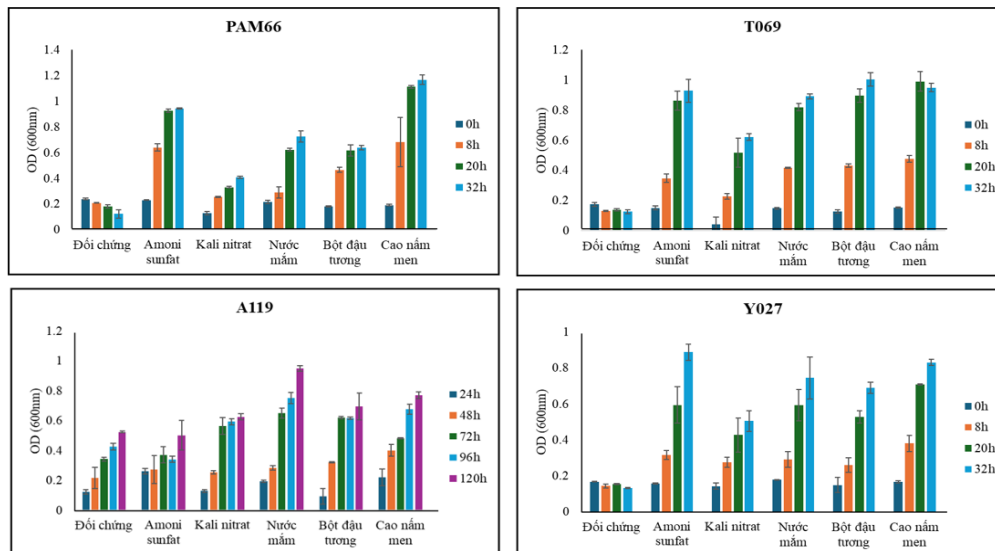 PAM66
1.4
1.2
1
0.8
0.6
0.4
0.2
0
OD (600nm)
Đối chứng Amoni Kali nitrat Nước Bột đậu Cao nấm
sunfat mắm tương men
0h
8h
20h
32h
T069
1.2
1
0.8
0.6
0.4
0.2
0
OD (600nm)
Đối chứng Amoni Kali nitrat Nước Bột đậu Cao nấm
sunfat mắm tương men
0h
8h
20h
32h
A119
1.2
1
0.8
0.6
0.4
0.2
0
OD (600nm)
Đối chứng Amoni Kali nitrat Nước Bột đậu Cao nấm
sunfat mắm tương men
24h
48h
72h
96h
120h
Y027
1
0.8
0.6
0.4
0.2
0
OD (600nm)
Đối chứng Amoni Kali nitrat Nước Bột đậu Cao nấm
sunfat mắm tương men
0h
8h
20h
32h